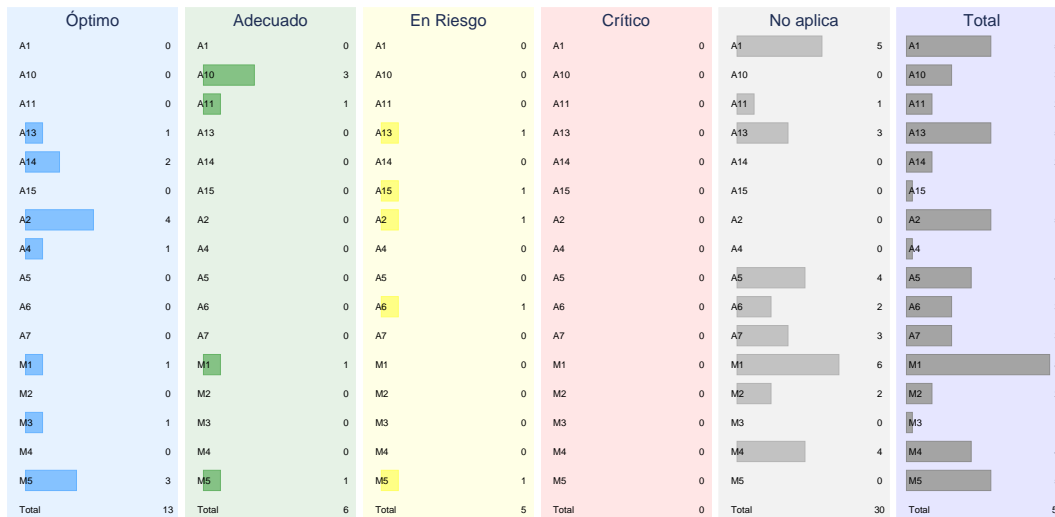 Óptimo Adecuado En Riesgo Crítico No aplica Total
A1 0 A1 0 A1 0 A1 0 A1 5 A1
A10 0 A10 3 A10 0 A10 0 A10 0 A10
A11 0 A11 1 A11 0 A11 0 A11 1 A11
A13 1 A13 0 A13 1 A13 0 A13 3 A13
A14 2 A14 0 A14 0 A14 0 A14 0 A14
A15 0 A15 0 A15 1 A15 0 A15 0 A15
A2 4 A2 0 A2 1 A2 0 A2 0 A2
A4 1 A4 0 A4 0 A4 0 A4 0 A4
A5 0 A5 0 A5 0 A5 0 A5 4 A5
A6 0 A6 0 A6 1 A6 0 A6 2 A6
A7 0 A7 0 A7 0 A7 0 A7 3 A7
M1 1 M1 1 M1 0 M1 0 M1 6 M1
M2 0 M2 0 M2 0 M2 0 M2 2 M2
M3 1 M3 0 M3 0 M3 0 M3 0 M3
M4 0 M4 0 M4 0 M4 0 M4 4 M4
M5 3 M5 1 M5 1 M5 0 M5 0 M5
Total 13 Total 6 Total 5 Total 0 Total 30 Total